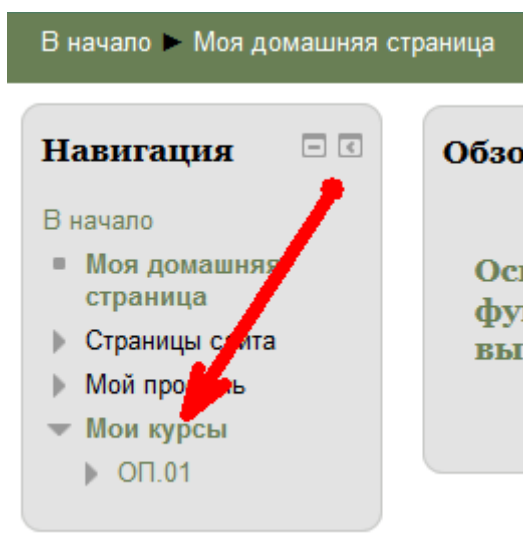 В начало ► Моя домашняя страница
Навигация
В начало
Моя домашняя
страница
Страницы сайта
Мой профиль
Мои курсы
ОП.01